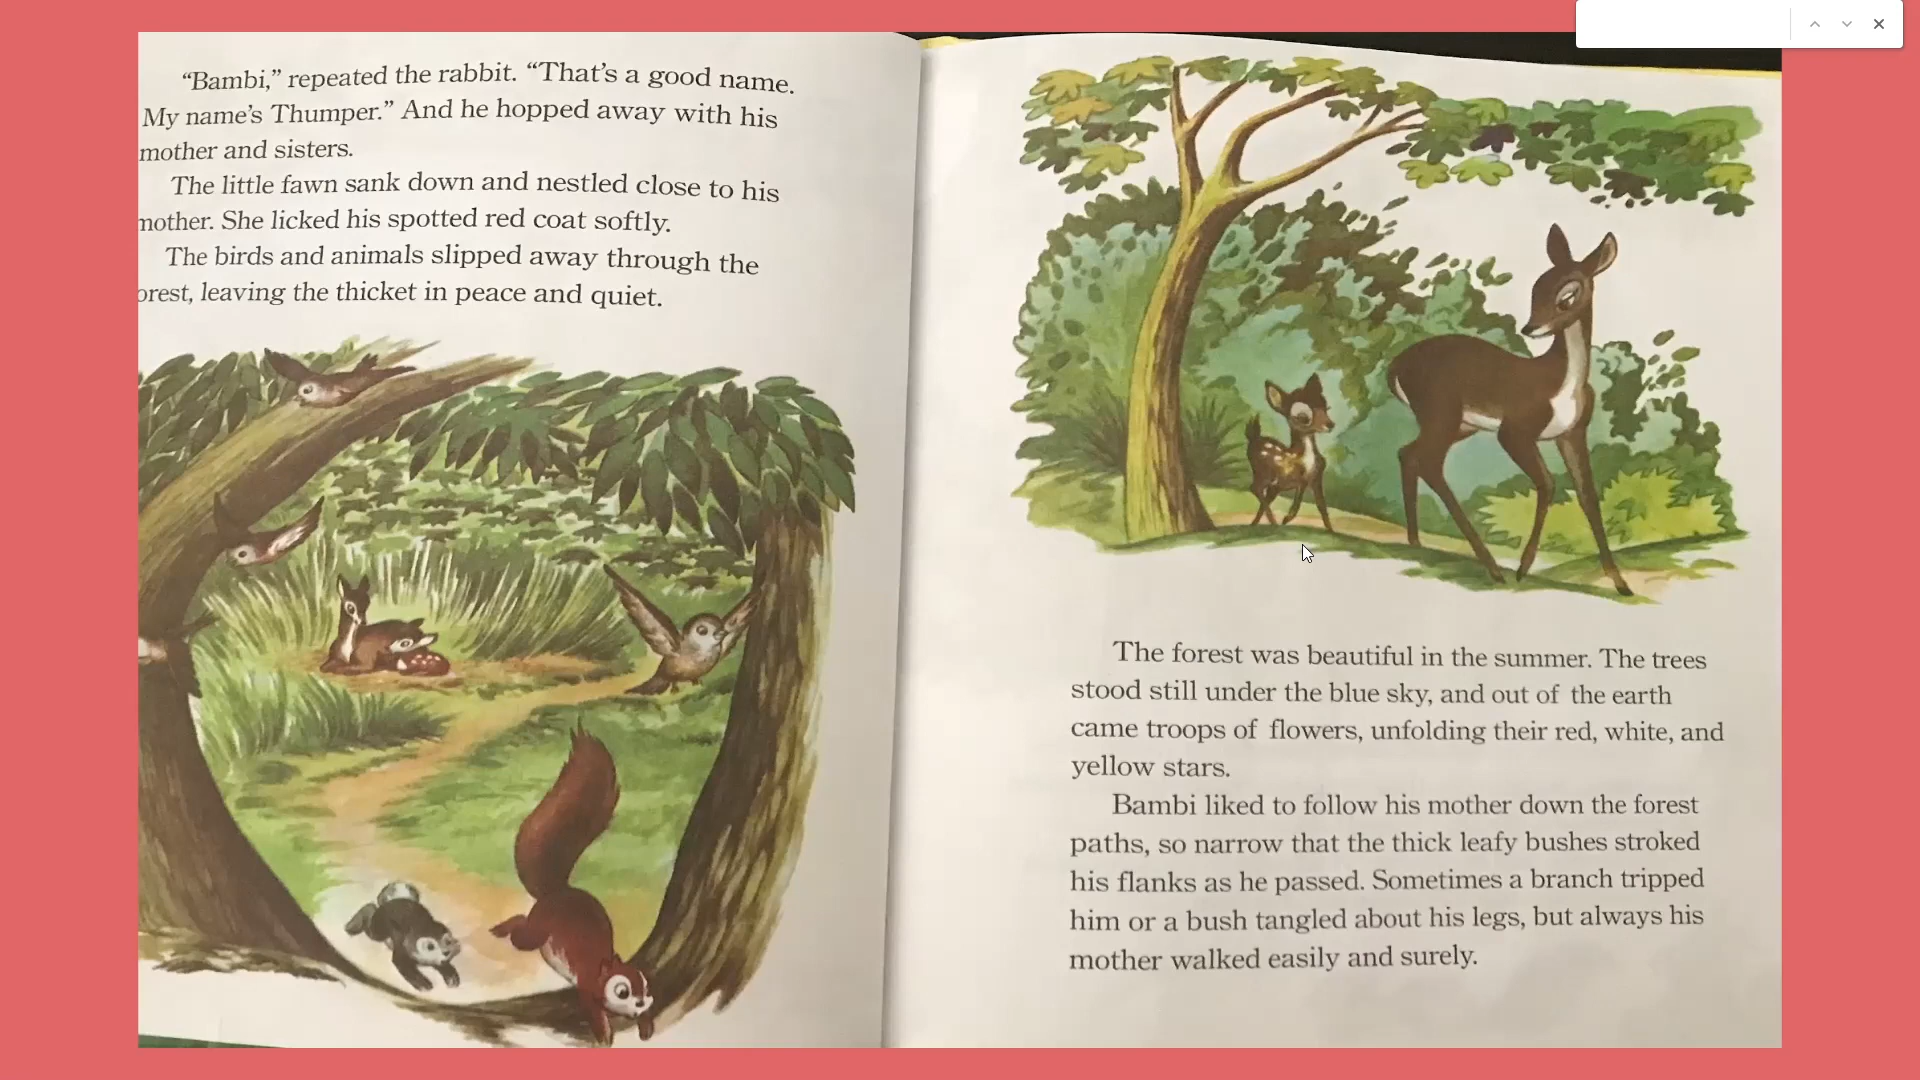 “Bambi,” repeated the rabbit. “That’s a good name.
My name’s Thumper.” And he hopped away with his
mother and sisters.
The little fawn sank down and nestled close to his
mother. She licked his spotted red coat softly.
The birds and animals slipped away through the
orest, leaving the thicket in peace and quiet.
The forest was beautiful in the summer. The trees
stood still under the blue sky, and out of the earth
came troops of flowers, unfolding their red, white, and
yellow stars.
Bambi liked to follow his mother down the forest
paths, so narrow that the thick leafy bushes stroked
his flanks as he passed. Sometimes a branch tripped
him or a bush tangled about his legs, but always his
mother walked easily and surely.